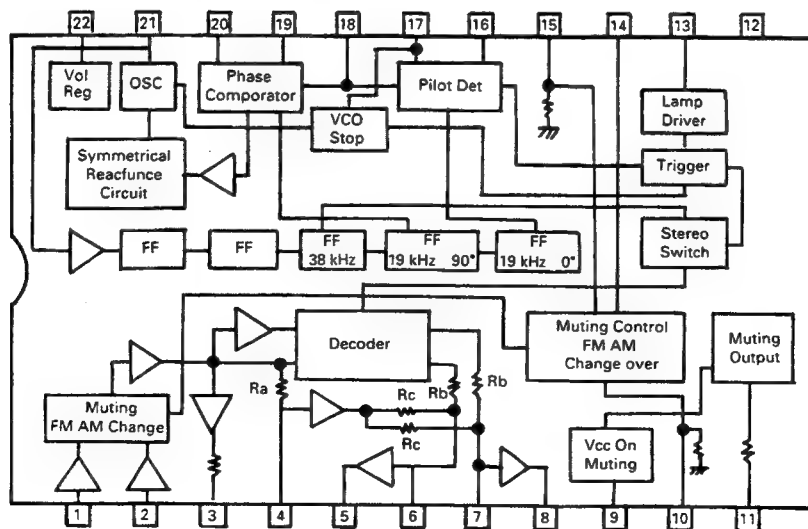 22 21 20 19 18 17 16 15 14 13 12
Vol
Reg
OSC
Phase
Comporator
VCO
Stop
Pilot Det
Lamp
Driver
Trigger
Symmetrical
Reacfunce
Circuit
Stereo
Switch
FF
FF
FF
38 kHz
FF
19 kHz 90°
FF
19 kHz 0°
Decoder
Muting Control
FM AM
Change over
Muting
Output
Muting
FM AM Change
Ra
Rc
Rb
Rb
Rc
Vcc On
Muting
1 2 3 4 5 6 7 8 9 10 11